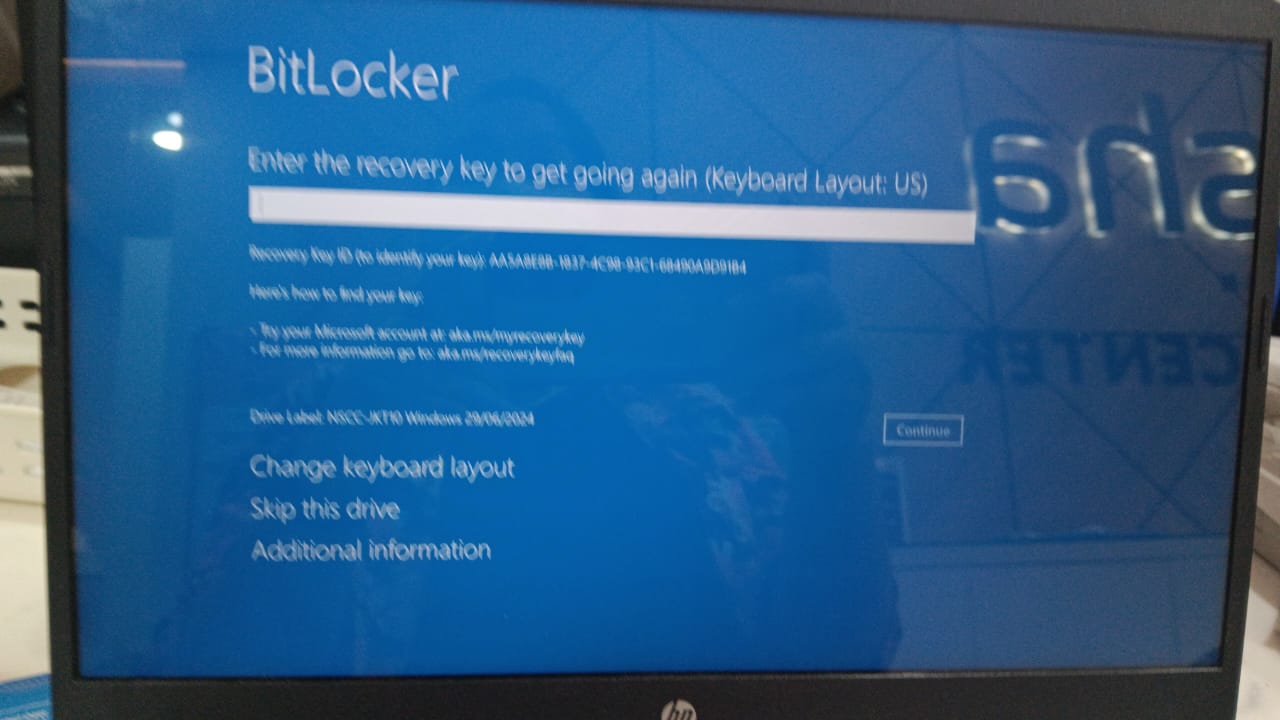 BitLocker
Enter the recovery key to get going again (Keyboard Layout: US)
Recovery Key ID (to identify your key): AA5A8E8B-1837-4C98-93C1-68490A9D91B4
Here's how to find your key:
- Try your Microsoft account at: aka.ms/myrecoverykey
- For more information go to: aka.ms/recoverykeyfaq
Drive Label: NSCC-JKT10 Windows 29/06/2024
Continue
Change keyboard layout
Skip this drive
Additional information
sha
CENTER
hp